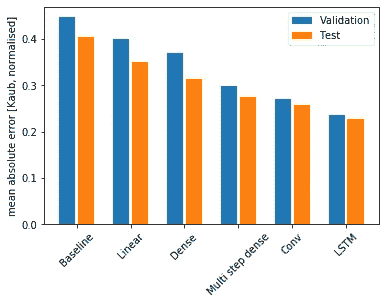 mean absolute error [Kaub, normalised]
0.4
0.3
0.2
0.1
0.0
Validation
Test
Baseline
Linear
Dense
Multi step dense
Conv
LSTM